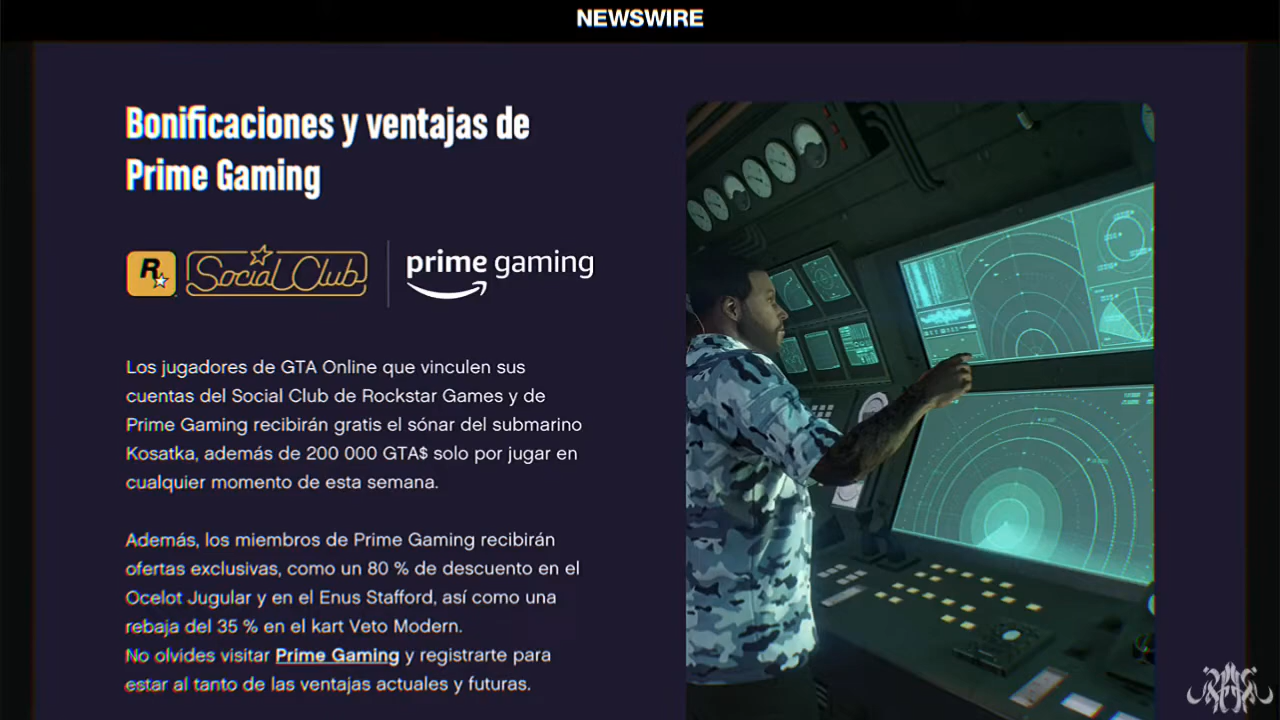 NEWSWIRE
Bonificaciones y ventajas de
Prime Gaming
R
Social Club
prime gaming
Los jugadores de GTA Online que vinculen sus
cuentas del Social Club de Rockstar Games y de
Prime Gaming recibirán gratis el sónar del submarino
Kosatka, además de 200 000 GTA$ solo por jugar en
cualquier momento de esta semana.
Además, los miembros de Prime Gaming recibirán
ofertas exclusivas, como un 80 % de descuento en el
Ocelot Jugular y en el Enus Stafford, así como una
rebaja del 35 % en el kart Veto Modern.
No olvides visitar Prime Gaming y registrarte para
estar al tanto de las ventajas actuales y futuras.